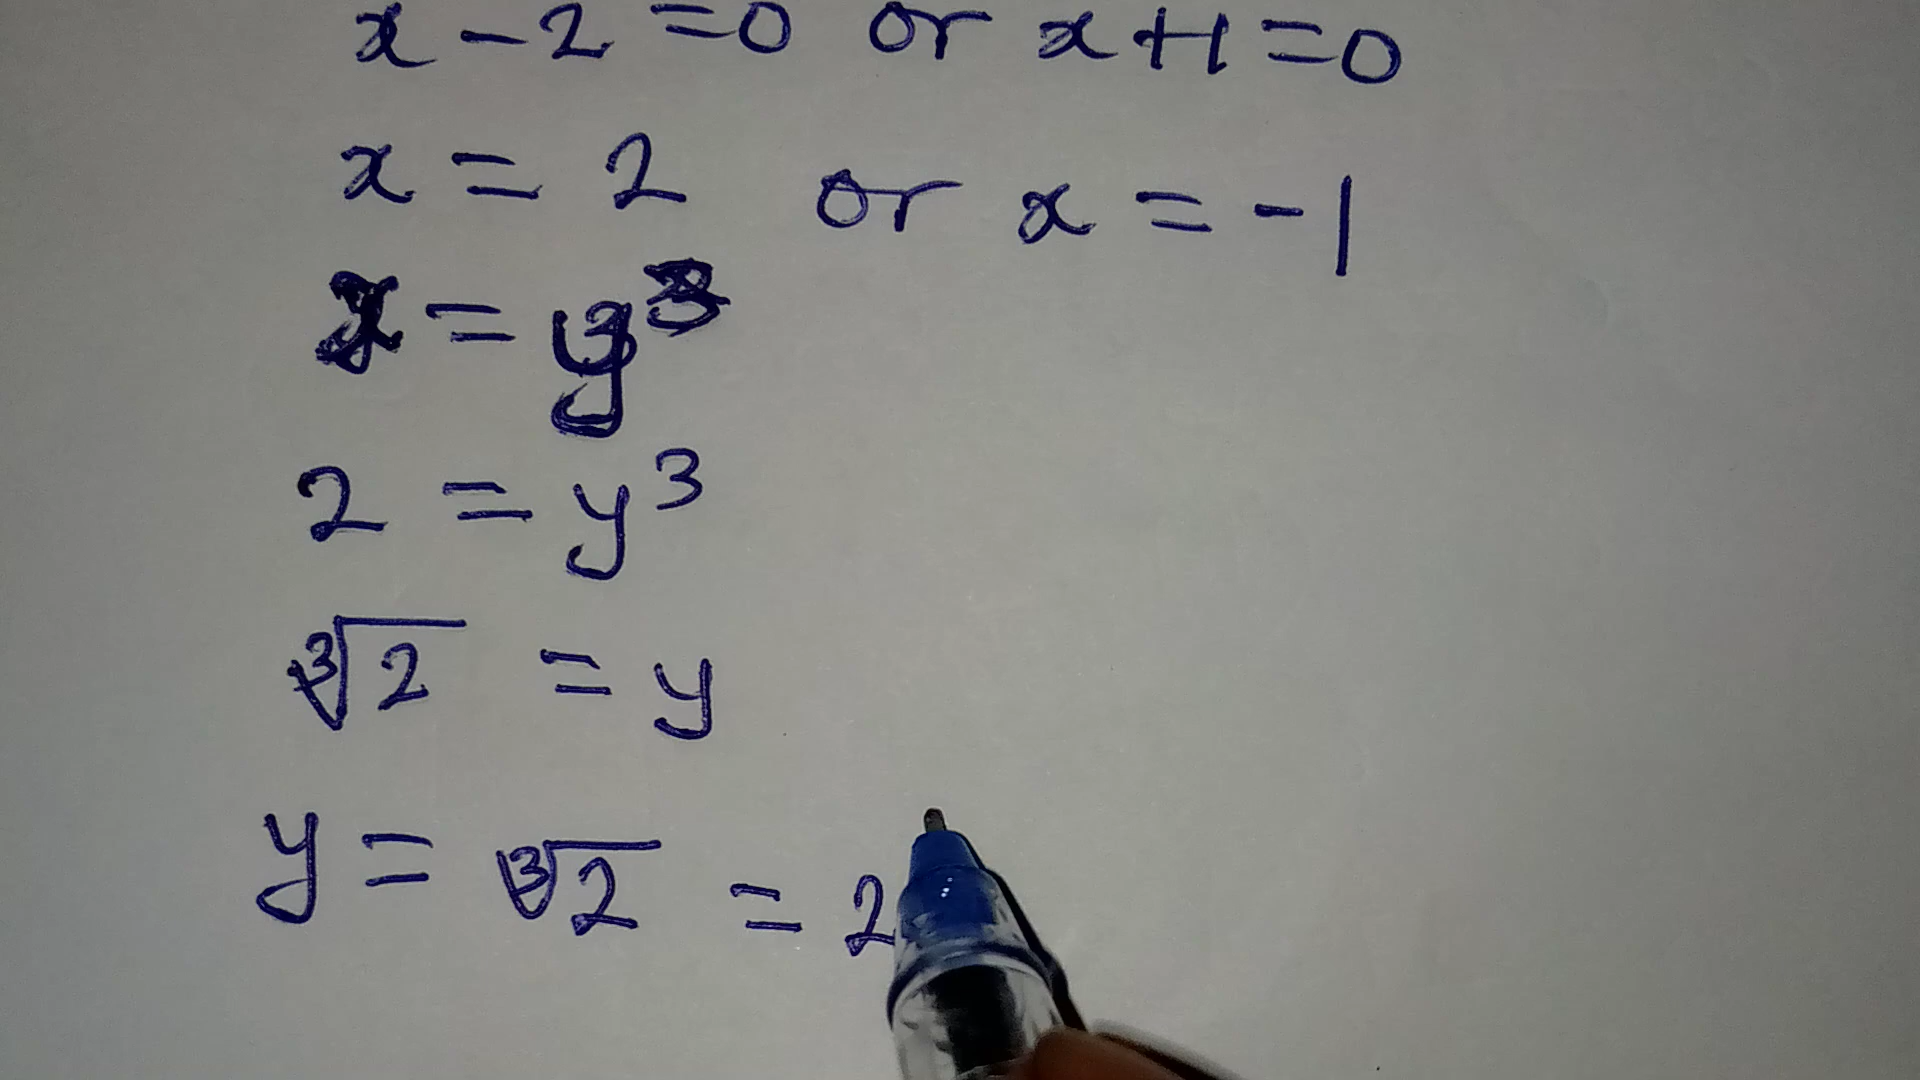 x - 2 = 0 or x + 1 = 0
x = 2 or x = -1
x = y³
2 = y³
∛2 = y
y = ∛2 = 2